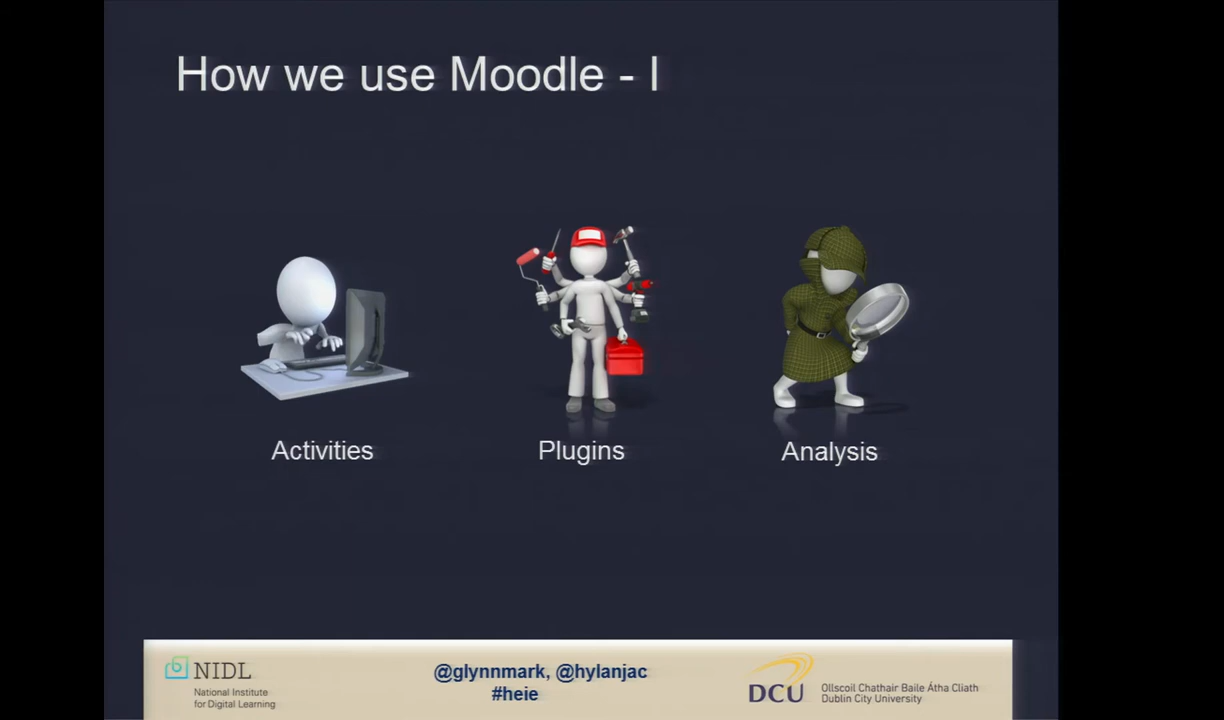 How we use Moodle - I
Activities
Plugins
Analysis
NIDL
National Institute
for Digital Learning
@glynnmark, @hylanjac
#heie
DCU
Ollscoil Chathair Baile Átha Cliath
Dublin City University